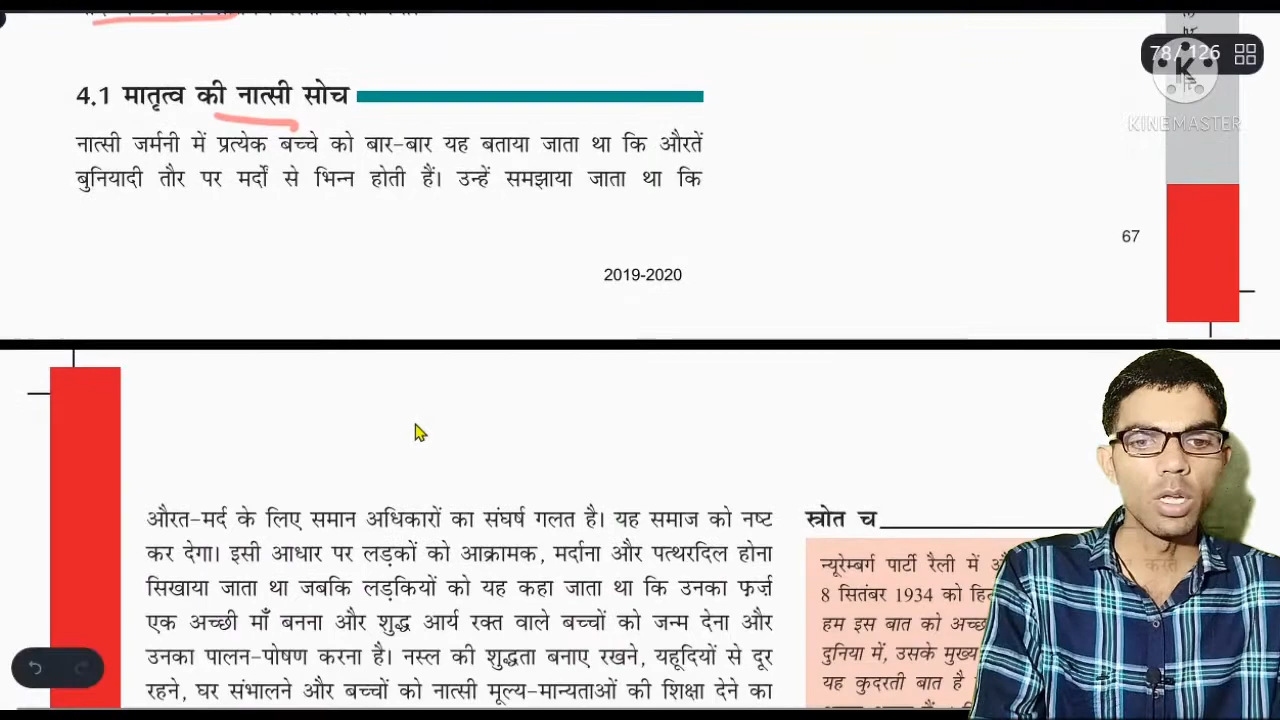 78/126
KINEMASTER
4.1 मातृत्व की नात्सी सोच
नात्सी जर्मनी में प्रत्येक बच्चे को बार-बार यह बताया जाता था कि औरतें
बुनियादी तौर पर मर्दों से भिन्न होती हैं। उन्हें समझाया जाता था कि
67
2019-2020
औरत-मर्द के लिए समान अधिकारों का संघर्ष गलत है। यह समाज को नष्ट
कर देगा। इसी आधार पर लड़कों को आक्रामक, मर्दाना और पत्थरदिल होना
सिखाया जाता था जबकि लड़कियों को यह कहा जाता था कि उनका फ़र्ज़
एक अच्छी माँ बनना और शुद्ध आर्य रक्त वाले बच्चों को जन्म देना और
उनका पालन-पोषण करना है। नस्ल की शुद्धता बनाए रखने, यहूदियों से दूर
रहने, घर संभालने और बच्चों को नात्सी मूल्य-मान्यताओं की शिक्षा देने का
स्रोत च
न्यूरेम्बर्ग पार्टी रैली में
8 सितंबर 1934 को
हम इस बात को
दुनिया में, उसके मुख्य
यह कुदरती बात है